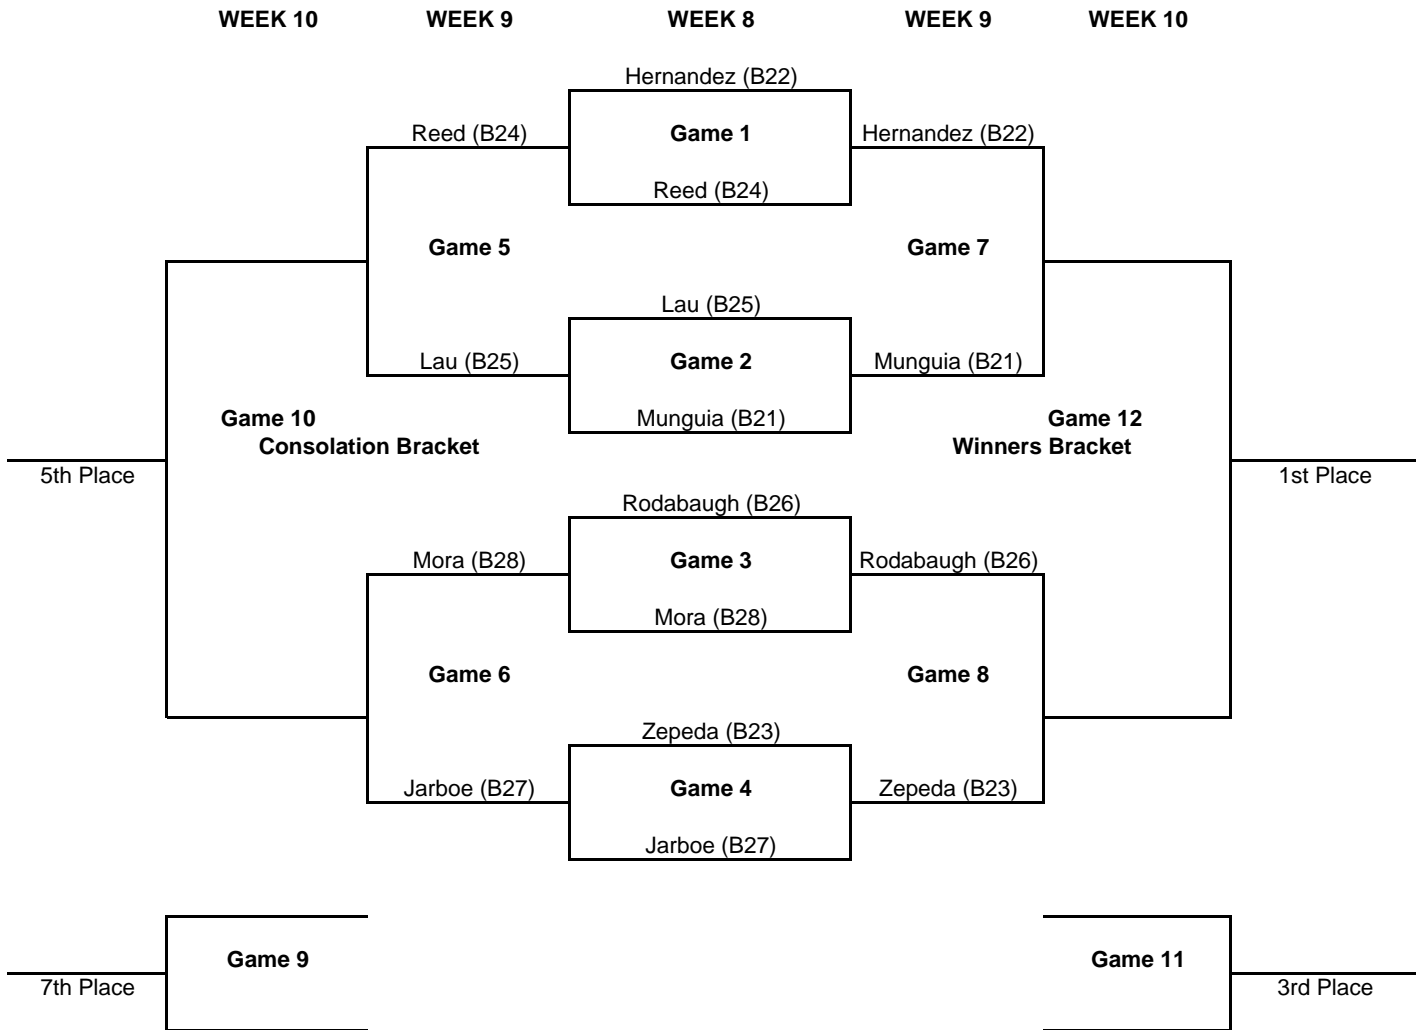 WEEK 10 WEEK 9 WEEK 8 WEEK 9 WEEK 10
Hernandez (B22)
Reed (B24) Game 1 Hernandez (B22)
Reed (B24)
Game 5 Game 7
Lau (B25)
Lau (B25) Game 2 Munguia (B21)
Game 10 Munguia (B21) Game 12
Consolation Bracket Winners Bracket
5th Place 1st Place
Rodabaugh (B26)
Mora (B28) Game 3 Rodabaugh (B26)
Mora (B28)
Game 6 Game 8
Zepeda (B23)
Jarboe (B27) Game 4 Zepeda (B23)
Jarboe (B27)
Game 9 Game 11
7th Place 3rd Place